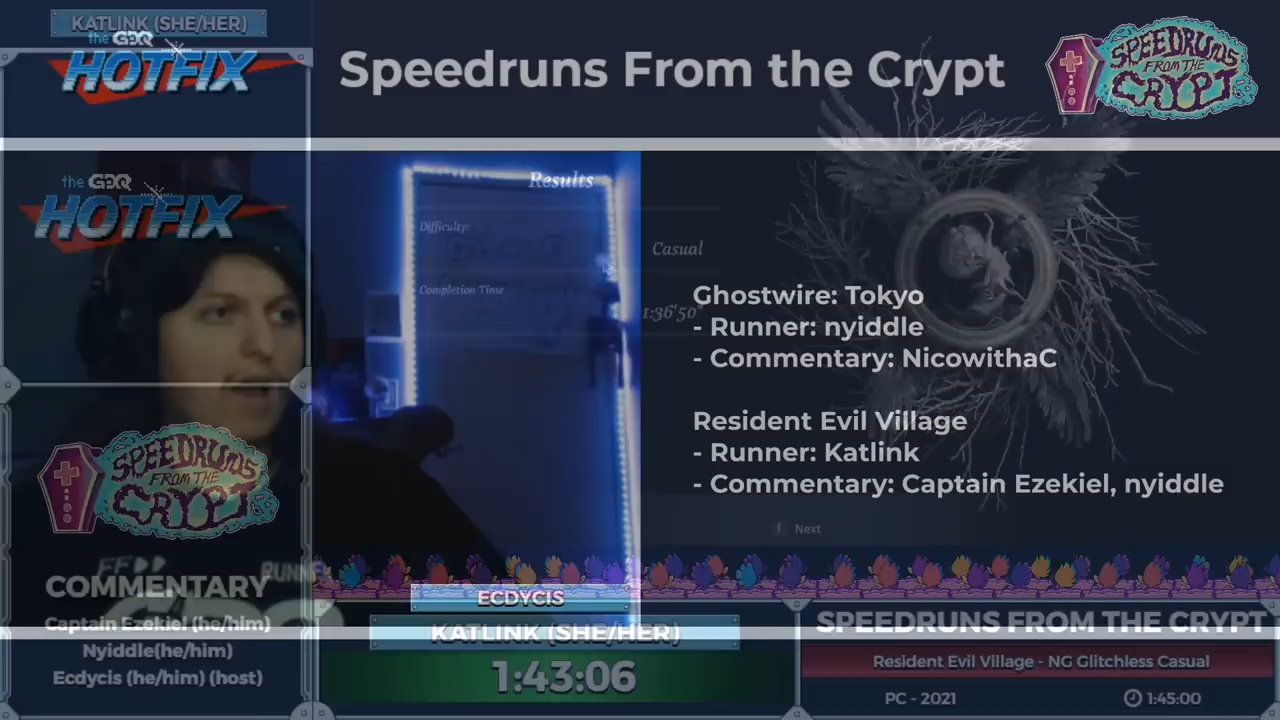 KATLINK (SHE/HER)
the GDQ
HOTFIX
Speedruns From the Crypt
SPEEDRUNS
FROM THE
CRYPT
the GDQ
HOTFIX
Results
Difficulty:
Casual
Completion Time
1:36'50"
Ghostwire: Tokyo
- Runner: nyiddle
- Commentary: NicowithaC
Resident Evil Village
- Runner: Katlink
- Commentary: Captain Ezekiel, nyiddle
SPEEDRUNS
FROM THE
CRYPT
F Next
COMMENTARY
Captain Ezekiel (he/him)
Nyiddle(he/him)
Ecdycis (he/him) (host)
ECDYCIS
KATLINK (SHE/HER)
1:43:06
SPEEDRUNS FROM THE CRYPT
Resident Evil Village - NG Glitchless Casual
PC - 2021
1:45:00